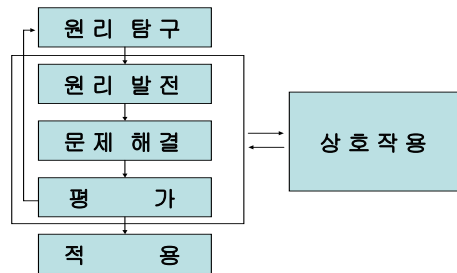 원리 탐구
원리 발전
문제 해결
상호작용
평 가
적 용